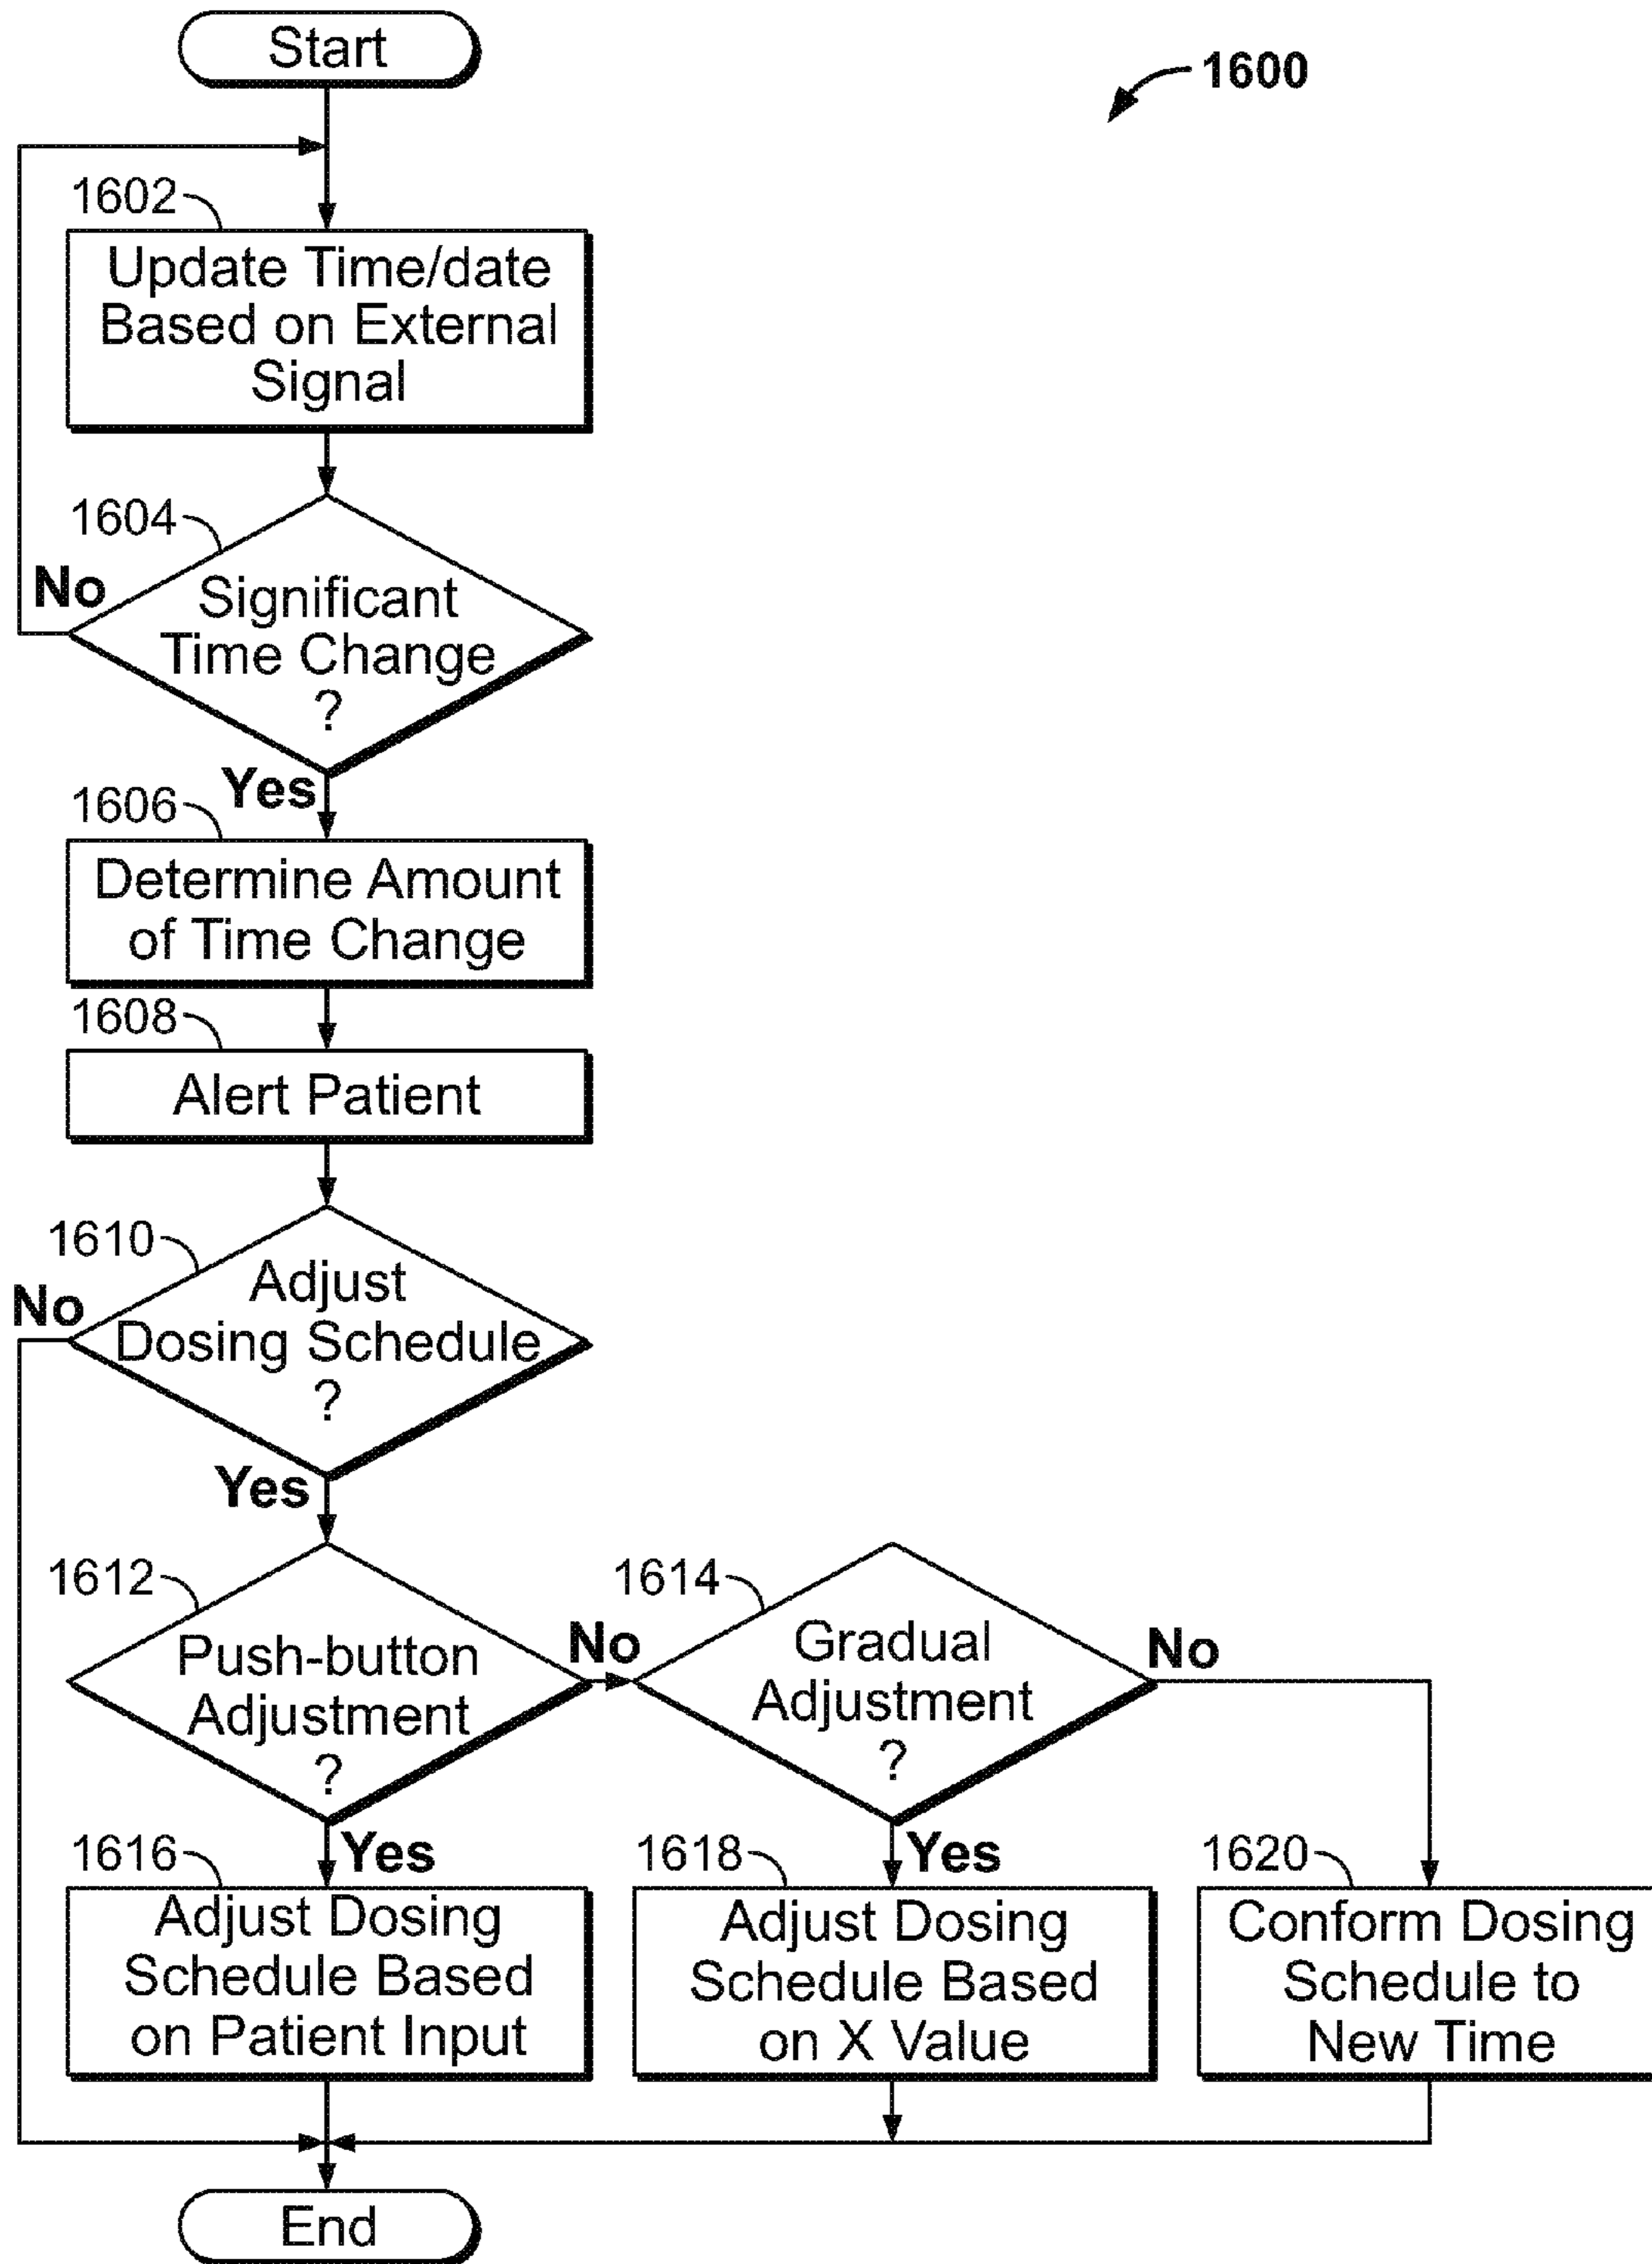 Start
1600
1602
Update Time/date
Based on External
Signal
1604
No
Significant
Time Change
?
Yes
1606
Determine Amount
of Time Change
1608
Alert Patient
1610
No
Adjust
Dosing Schedule
?
Yes
1612
Push-button
Adjustment
?
No
1614
Gradual
Adjustment
?
No
Yes
1616
Adjust Dosing
Schedule Based
on Patient Input
Yes
1618
Adjust Dosing
Schedule Based
on X Value
1620
Conform Dosing
Schedule to
New Time
End